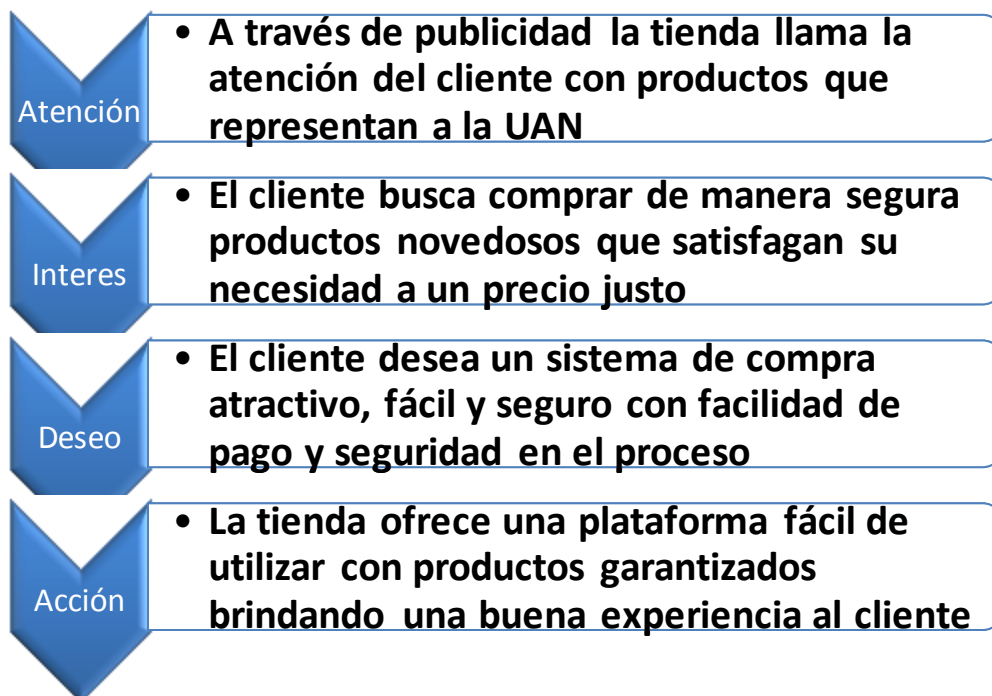 Atención
• A través de publicidad la tienda llama la
atención del cliente con productos que
representan a la UAN
Interes
• El cliente busca comprar de manera segura
productos novedosos que satisfagan su
necesidad a un precio justo
Deseo
• El cliente desea un sistema de compra
atractivo, fácil y seguro con facilidad de
pago y seguridad en el proceso
Acción
• La tienda ofrece una plataforma fácil de
utilizar con productos garantizados
brindando una buena experiencia al cliente